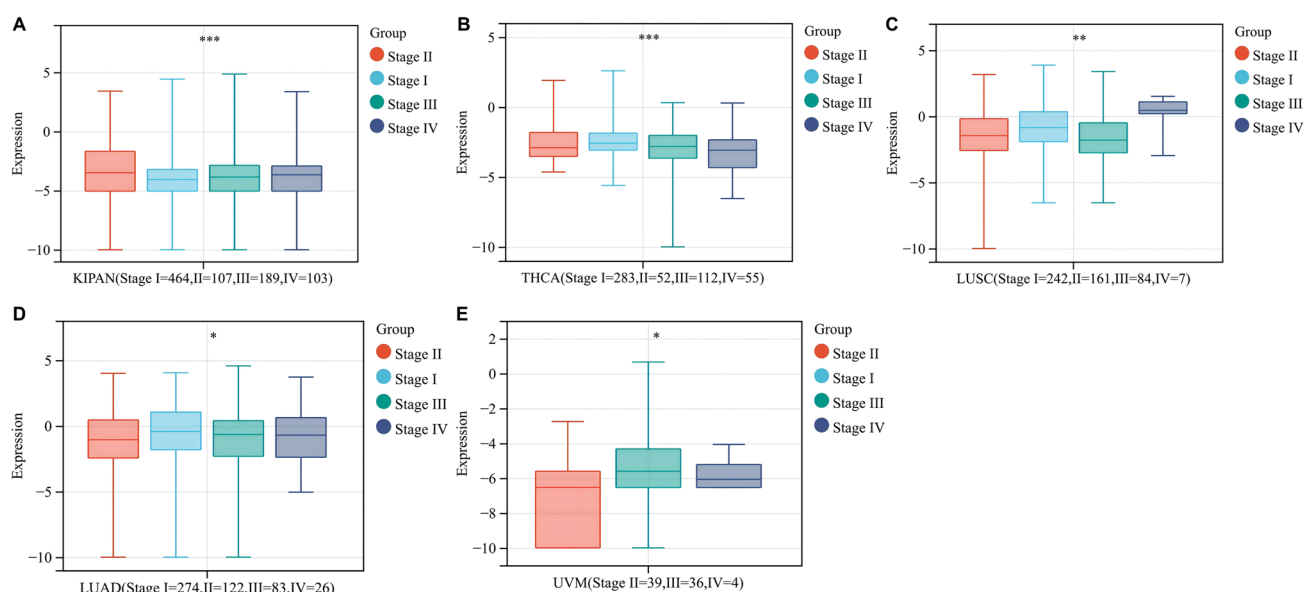 A
***
Group
Stage II
Stage I
Stage III
Stage IV
Expression
5
0
−5
−10
KIPAN(Stage I=464,II=107,III=189,IV=103)
B
***
Group
Stage II
Stage I
Stage III
Stage IV
Expression
5
0
−5
−10
THCA(Stage I=283,II=52,III=112,IV=55)
C
**
Group
Stage II
Stage I
Stage III
Stage IV
Expression
5
0
−5
−10
LUSC(Stage I=242,II=161,III=84,IV=7)
D
*
Group
Stage II
Stage I
Stage III
Stage IV
Expression
5
0
−5
−10
LUAD(Stage I=274,II=122,III=83,IV=26)
E
*
Group
Stage II
Stage I
Stage III
Stage IV
Expression
2
0
−2
−4
−6
−8
−10
UVM(Stage II=39,III=36,IV=4)